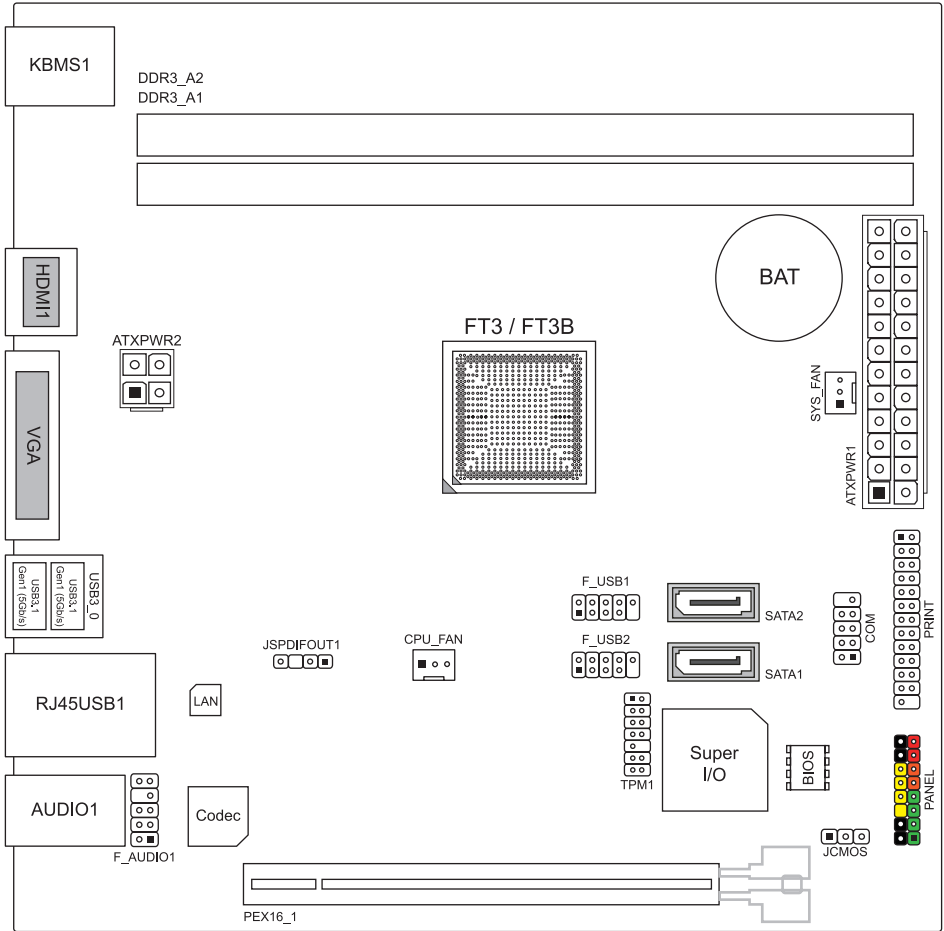 KBMS1
DDR3_A2
DDR3_A1
BAT
HDMI1
FT3 / FT3B
ATXPWR2
SYS_FAN
VGA
ATXPWR1
USB3_0
USB3.1
Gen1 (5Gb/s)
USB3.1
Gen1 (5Gb/s)
F_USB1
SATA2
COM
PRINT
JSPDIFOUT1
CPU_FAN
F_USB2
SATA1
RJ45USB1
LAN
Super
I/O
BIOS
PANEL
TPM1
AUDIO1
Codec
F_AUDIO1
JCMOS
PEX16_1